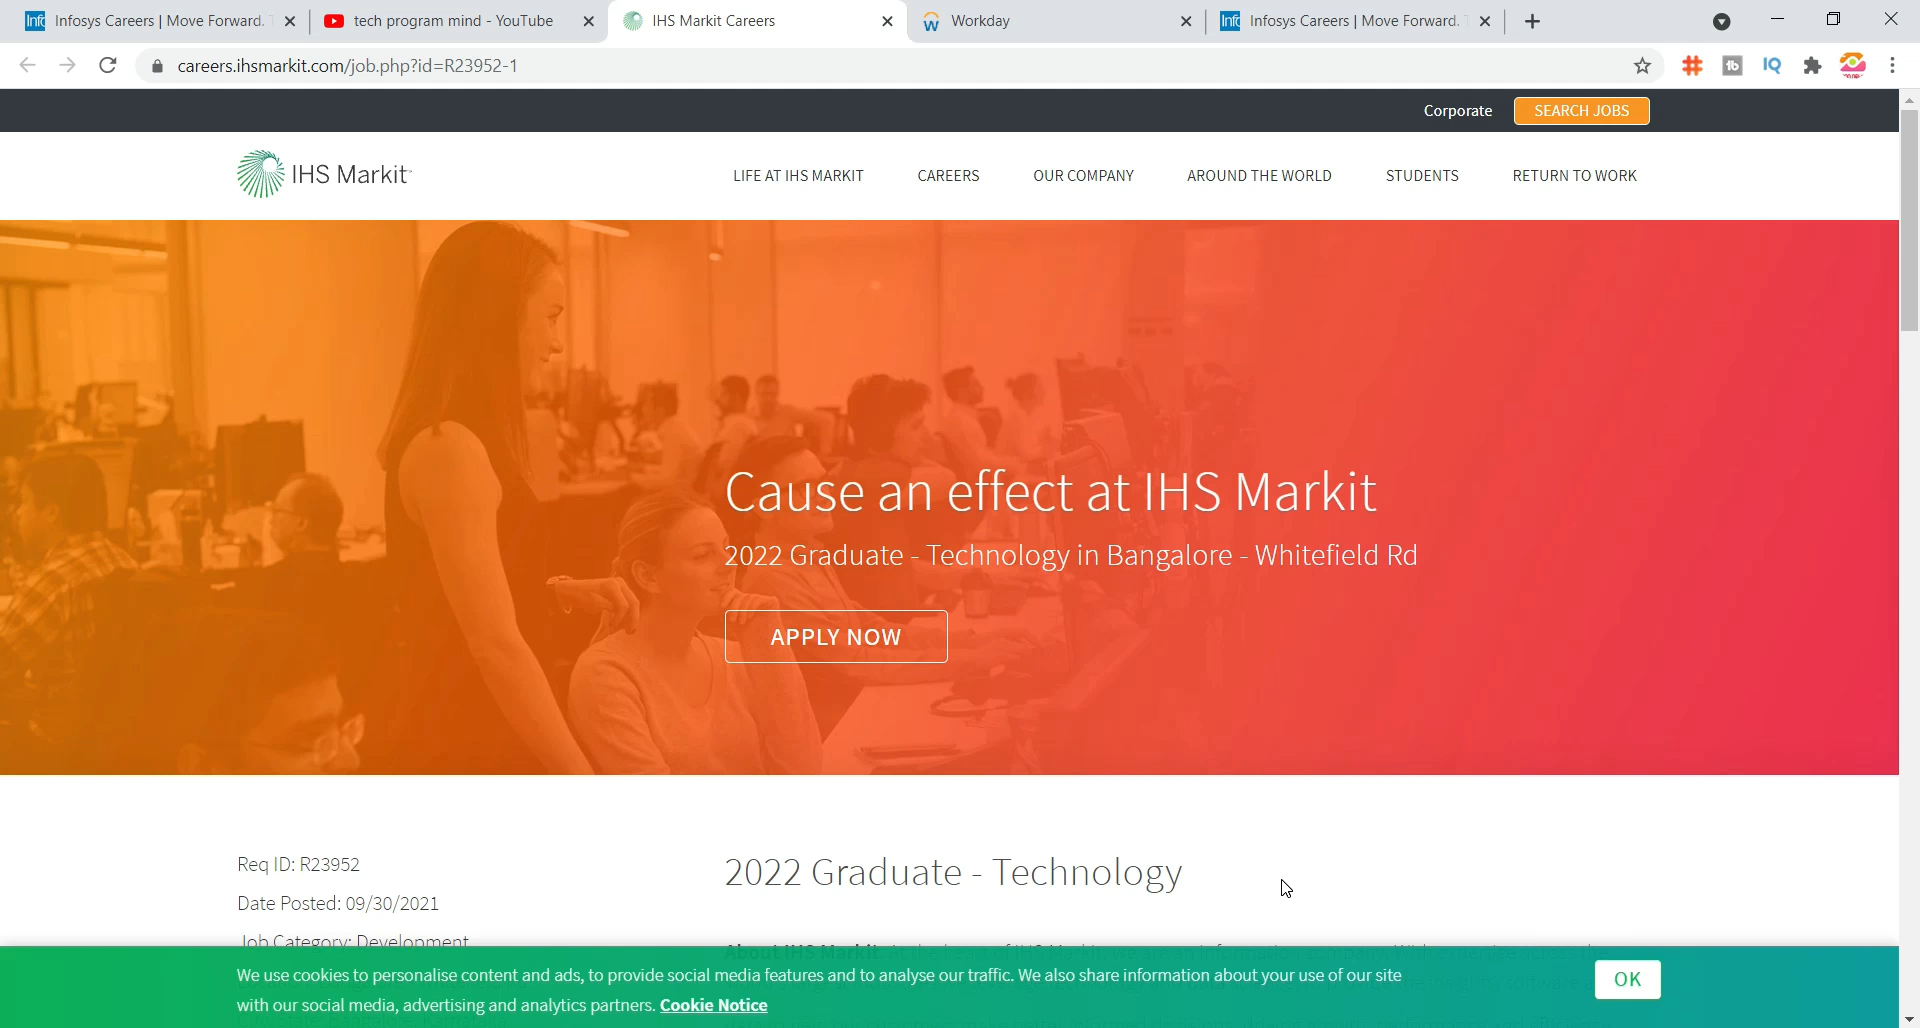 Infosys Careers | Move Forward.
tech program mind - YouTube
IHS Markit Careers
Workday
Infosys Careers | Move Forward.
careers.ihsmarkit.com/job.php?id=R23952-1
Corporate
SEARCH JOBS
IHS Markit
LIFE AT IHS MARKIT
CAREERS
OUR COMPANY
AROUND THE WORLD
STUDENTS
RETURN TO WORK
Cause an effect at IHS Markit
2022 Graduate - Technology in Bangalore - Whitefield Rd
APPLY NOW
Req ID: R23952
Date Posted: 09/30/2021
Job Category: Development
2022 Graduate - Technology
We use cookies to personalise content and ads, to provide social media features and to analyse our traffic. We also share information about your use of our site
with our social media, advertising and analytics partners. Cookie Notice
OK